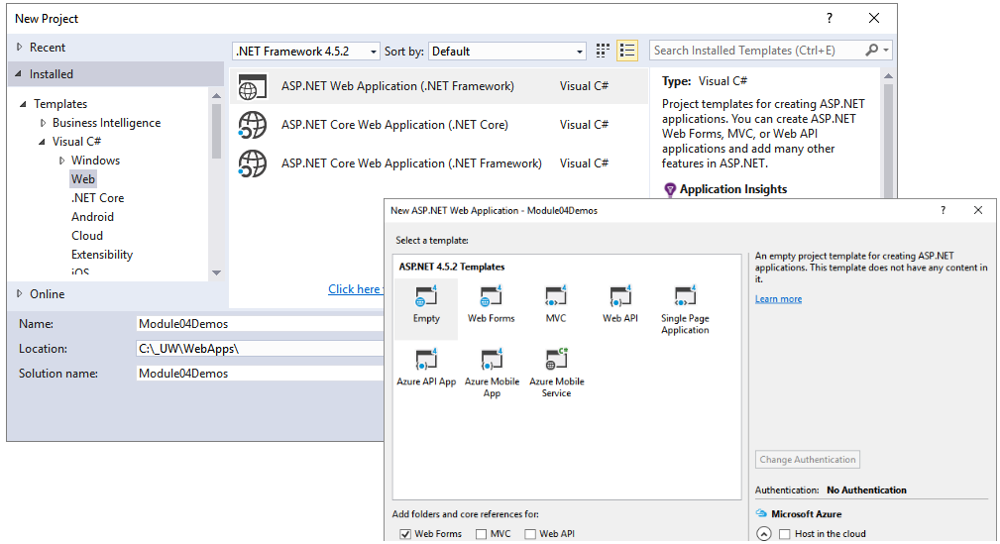 New Project
?
Recent
.NET Framework 4.5.2
Sort by:
Default
Search Installed Templates (Ctrl+E)
Installed
Templates
Business Intelligence
Visual C#
Windows
Web
.NET Core
Android
Cloud
Extensibility
iOS
Online
ASP.NET Web Application (.NET Framework) Visual C#
ASP.NET Core Web Application (.NET Core) Visual C#
ASP.NET Core Web Application (.NET Framework) Visual C#
Click here
Type: Visual C#
Project templates for creating ASP.NET
applications. You can create ASP.NET
Web Forms, MVC, or Web API
applications and add many other
features in ASP.NET.
Application Insights
Name: Module04Demos
Location: C:\_UW\WebApps\
Solution name: Module04Demos
New ASP.NET Web Application - Module04Demos
?
Select a template:
ASP.NET 4.5.2 Templates
Empty
Web Forms
MVC
Web API
Single Page
Application
Azure API App
Azure Mobile
App
Azure Mobile
Service
An empty project template for creating ASP.NET
applications. This template does not have any content in
it.
Learn more
Change Authentication
Authentication: No Authentication
Microsoft Azure
Host in the cloud
Add folders and core references for:
Web Forms MVC Web API